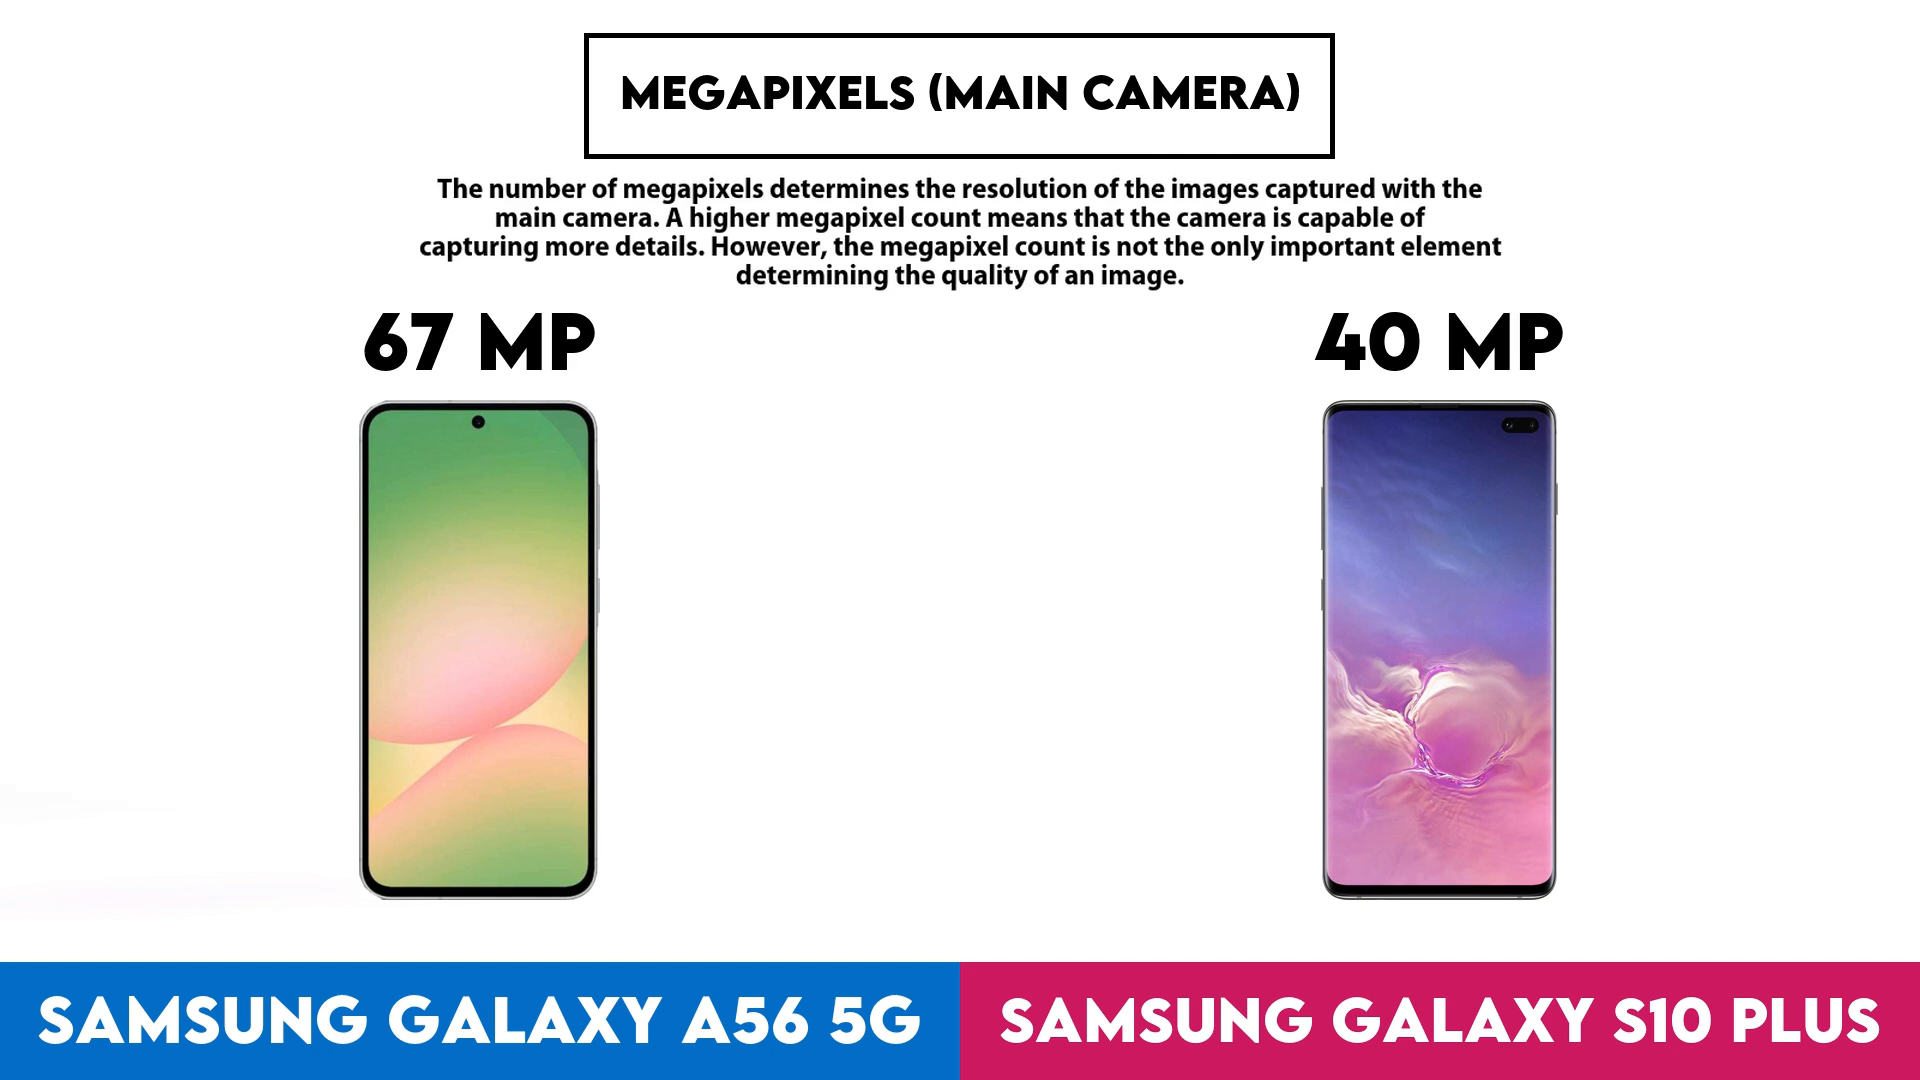 MEGAPIXELS (MAIN CAMERA)
The number of megapixels determines the resolution of the images captured with the
main camera. A higher megapixel count means that the camera is capable of
capturing more details. However, the megapixel count is not the only important element
determining the quality of an image.
67 MP
40 MP
SAMSUNG GALAXY A56 5G
SAMSUNG GALAXY S10 PLUS